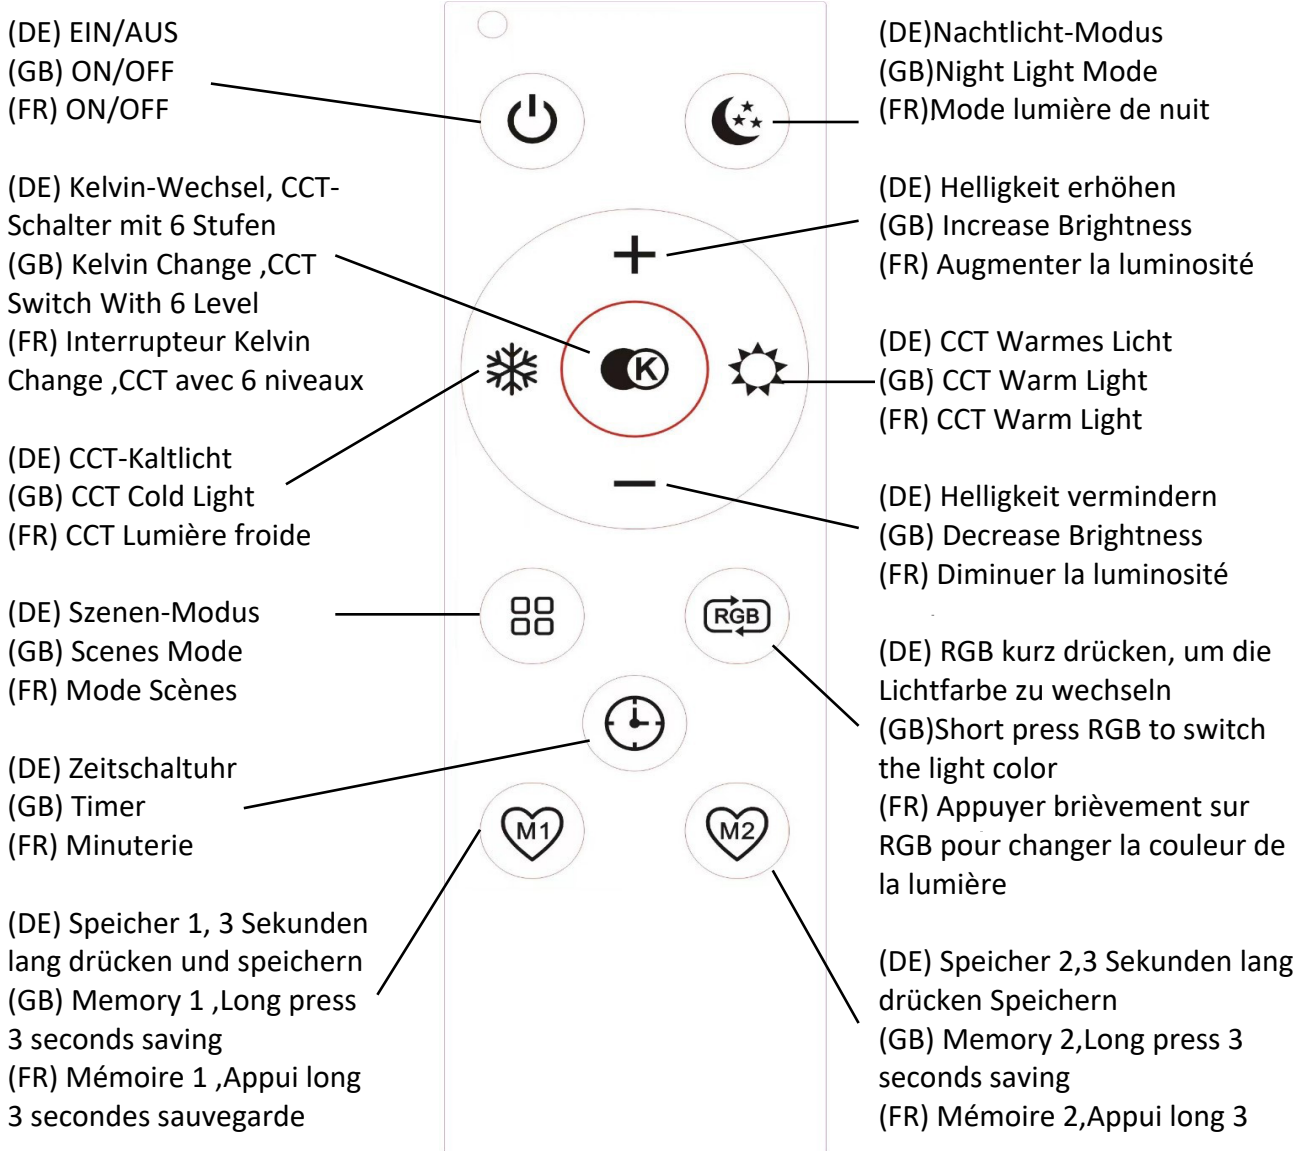 (DE) EIN/AUS
(GB) ON/OFF
(FR) ON/OFF
(DE) Kelvin-Wechsel, CCT-
Schalter mit 6 Stufen
(GB) Kelvin Change ,CCT
Switch With 6 Level
(FR) Interrupteur Kelvin
Change ,CCT avec 6 niveaux
(DE) CCT-Kaltlicht
(GB) CCT Cold Light
(FR) CCT Lumière froide
(DE) Szenen-Modus
(GB) Scenes Mode
(FR) Mode Scènes
(DE) Zeitschaltuhr
(GB) Timer
(FR) Minuterie
(DE) Speicher 1, 3 Sekunden
lang drücken und speichern
(GB) Memory 1 ,Long press
3 seconds saving
(FR) Mémoire 1 ,Appui long
3 secondes sauvegarde
K
RGB
M1
M2
(DE)Nachtlicht-Modus
(GB)Night Light Mode
(FR)Mode lumière de nuit
(DE) Helligkeit erhöhen
(GB) Increase Brightness
(FR) Augmenter la luminosité
(DE) CCT Warmes Licht
(GB) CCT Warm Light
(FR) CCT Warm Light
(DE) Helligkeit vermindern
(GB) Decrease Brightness
(FR) Diminuer la luminosité
(DE) RGB kurz drücken, um die
Lichtfarbe zu wechseln
(GB)Short press RGB to switch
the light color
(FR) Appuyer brièvement sur
RGB pour changer la couleur de
la lumière
(DE) Speicher 2,3 Sekunden lang
drücken Speichern
(GB) Memory 2,Long press 3
seconds saving
(FR) Mémoire 2,Appui long 3